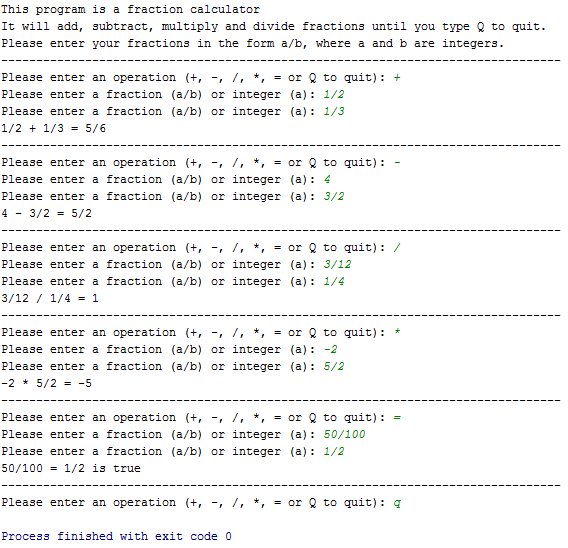 This program is a fraction calculator
It will add, subtract, multiply and divide fractions until you type Q to quit.
Please enter your fractions in the form a/b, where a and b are integers.
--------------------------------------------------------------------------------
Please enter an operation (+, -, /, *, = or Q to quit): +
Please enter a fraction (a/b) or integer (a): 1/2
Please enter a fraction (a/b) or integer (a): 1/3
1/2 + 1/3 = 5/6
--------------------------------------------------------------------------------
Please enter an operation (+, -, /, *, = or Q to quit): -
Please enter a fraction (a/b) or integer (a): 4
Please enter a fraction (a/b) or integer (a): 3/2
4 - 3/2 = 5/2
--------------------------------------------------------------------------------
Please enter an operation (+, -, /, *, = or Q to quit): /
Please enter a fraction (a/b) or integer (a): 3/12
Please enter a fraction (a/b) or integer (a): 1/4
3/12 / 1/4 = 1
--------------------------------------------------------------------------------
Please enter an operation (+, -, /, *, = or Q to quit): *
Please enter a fraction (a/b) or integer (a): -2
Please enter a fraction (a/b) or integer (a): 5/2
-2 * 5/2 = -5
--------------------------------------------------------------------------------
Please enter an operation (+, -, /, *, = or Q to quit): =
Please enter a fraction (a/b) or integer (a): 50/100
Please enter a fraction (a/b) or integer (a): 1/2
50/100 = 1/2 is true
--------------------------------------------------------------------------------
Please enter an operation (+, -, /, *, = or Q to quit): q
Process finished with exit code 0